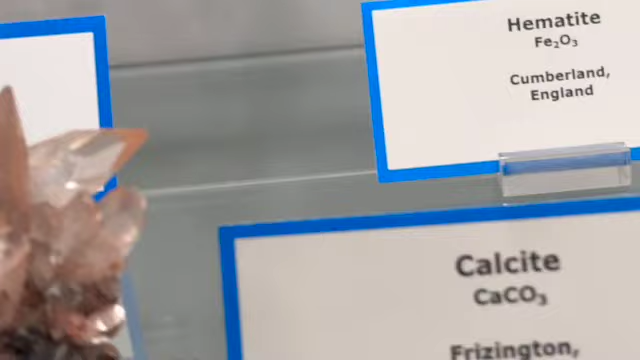 Hematite
Fe₂O₃
Cumberland,
England
Calcite
CaCO₃
Frizington,